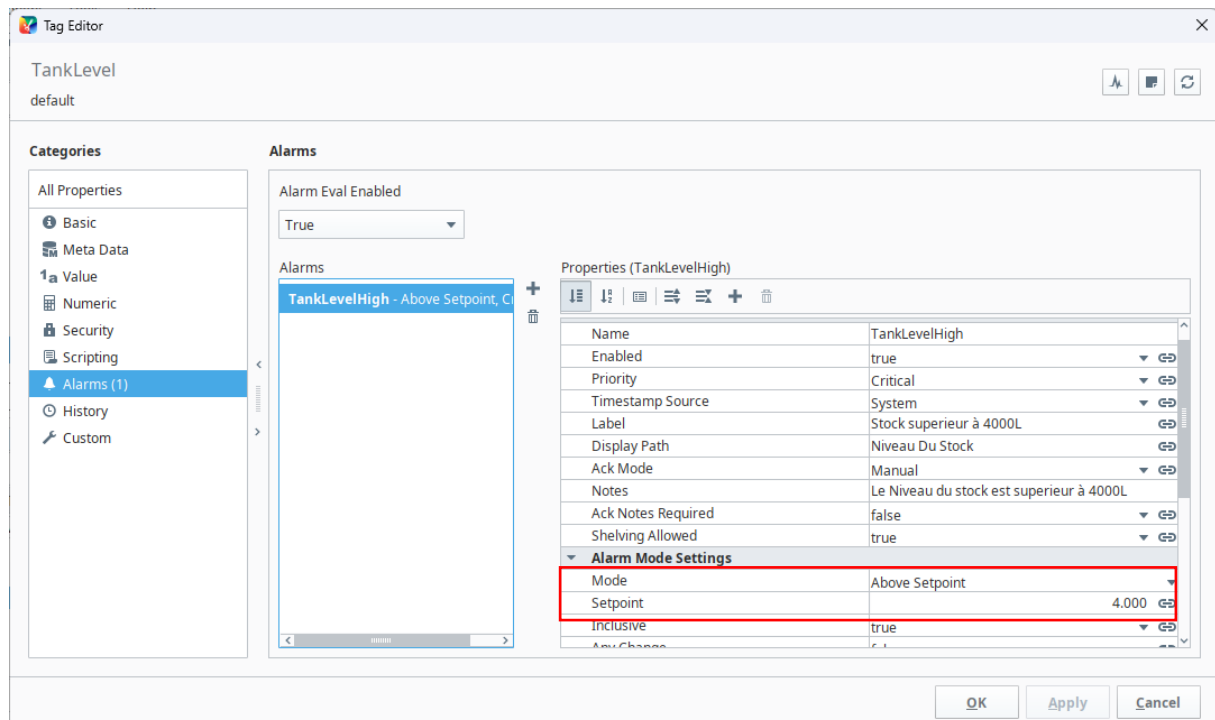 Tag Editor
TankLevel
default
Categories
Alarms
All Properties
Basic
Meta Data
Value
Numeric
Security
Scripting
Alarms (1)
History
Custom
Alarm Eval Enabled
True
Alarms
TankLevelHigh - Above Setpoint,
Properties (TankLevelHigh)
Name TankLevelHigh
Enabled true
Priority Critical
Timestamp Source System
Label Stock superieur à 4000L
Display Path Niveau Du Stock
Ack Mode Manual
Notes Le Niveau du stock est superieur à 4000L
Ack Notes Required false
Shelving Allowed true
Alarm Mode Settings
Mode Above Setpoint
Setpoint 4.000
Inclusive true
Any Change
OK Apply Cancel